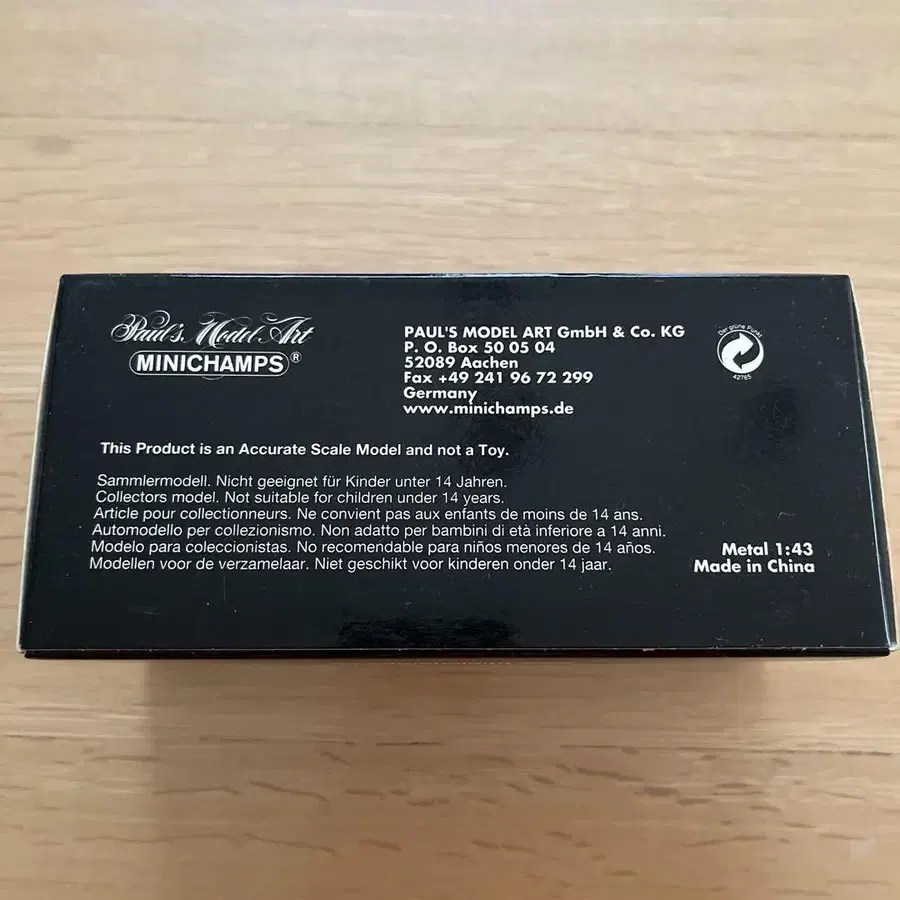 Paul's Model Art
MINICHAMPS®
PAUL'S MODEL ART GmbH & Co. KG
P. O. Box 50 05 04
52089 Aachen
Fax +49 241 96 72 299
Germany
www.minichamps.de
Der grüne Punkt
42765
This Product is an Accurate Scale Model and not a Toy.
Sammlermodell. Nicht geeignet für Kinder unter 14 Jahren.
Collectors model. Not suitable for children under 14 years.
Article pour collectionneurs. Ne convient pas aux enfants de moins de 14 ans.
Automodello per collezionismo. Non adatto per bambini di età inferiore a 14 anni.
Modelo para coleccionistas. No recomendable para niños menores de 14 años.
Modellen voor de verzamelaar. Niet geschikt voor kinderen onder 14 jaar.
Metal 1:43
Made in China